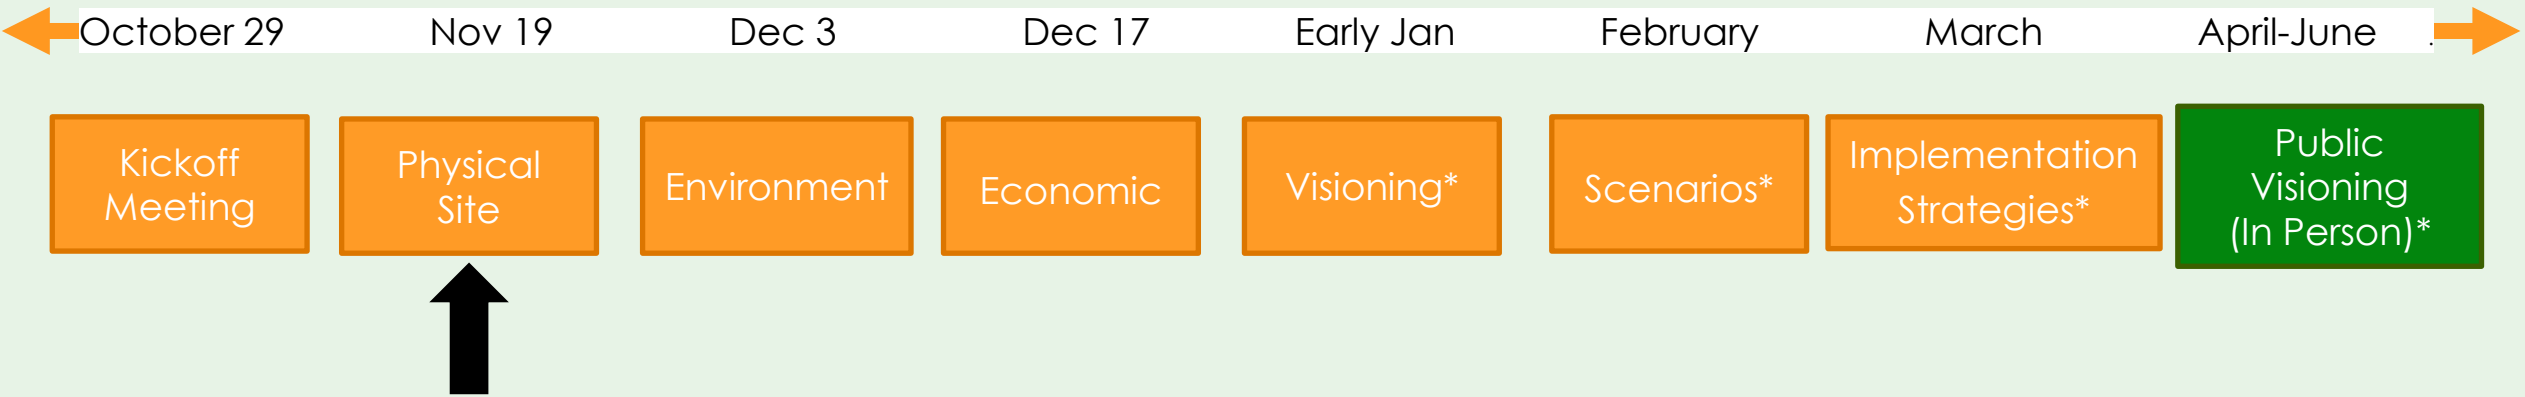 October 29 Nov 19 Dec 3 Dec 17 Early Jan February March April-June .
Kickoff
Meeting
Physical
Site
Environment
Economic
Visioning*
Scenarios*
Implementation
Strategies*
Public
Visioning
(In Person)*